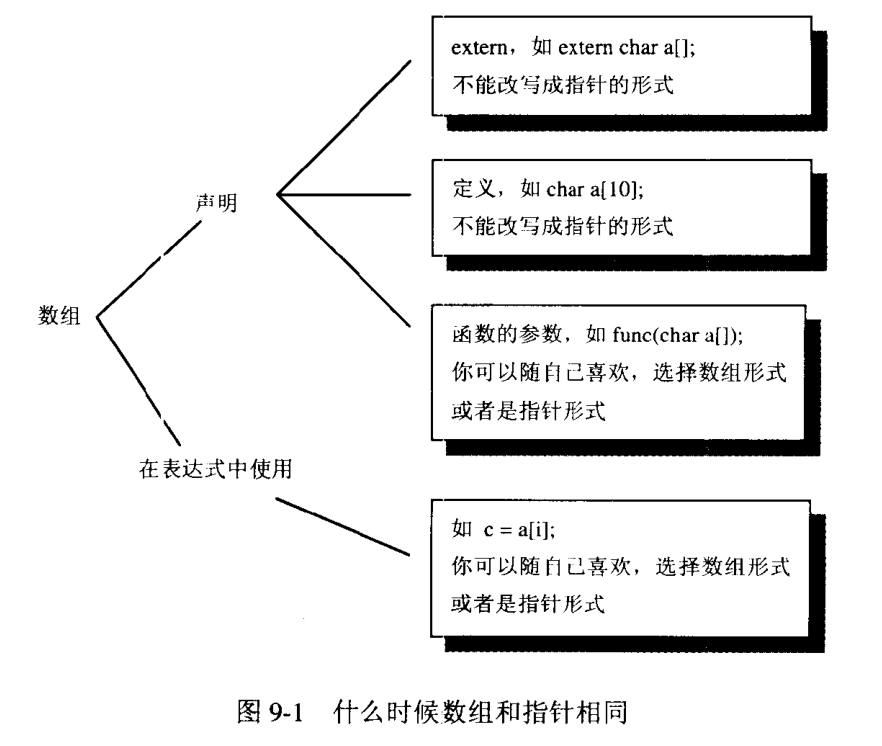 extern，如 extern char a[];
不能改写成指针的形式
定义，如 char a[10];
不能改写成指针的形式
声明
数组
函数的参数，如 func(char a[]);
你可以随自己喜欢，选择数组形式
或者是指针形式
在表达式中使用
如 c = a[i];
你可以随自己喜欢，选择数组形式
或者是指针形式
图 9-1 什么时候数组和指针相同